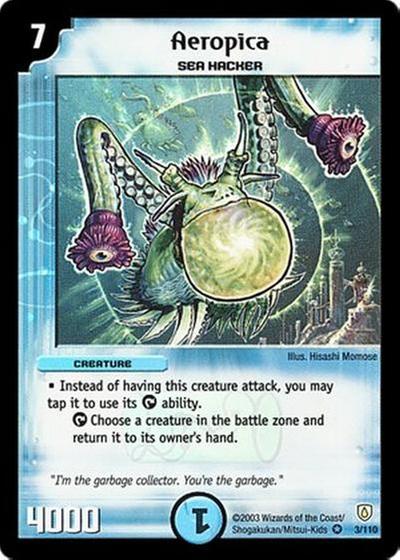 7
Aeropica
SEA HACKER
Illus. Hisashi Momose
CREATURE
▪ Instead of having this creature attack, you may
tap it to use its ability.
Choose a creature in the battle zone and
return it to its owner's hand.
"I'm the garbage collector. You're the garbage."
4000
1
©2003 Wizards of the Coast/
Shogakukan/Mitsui-Kids 3/110